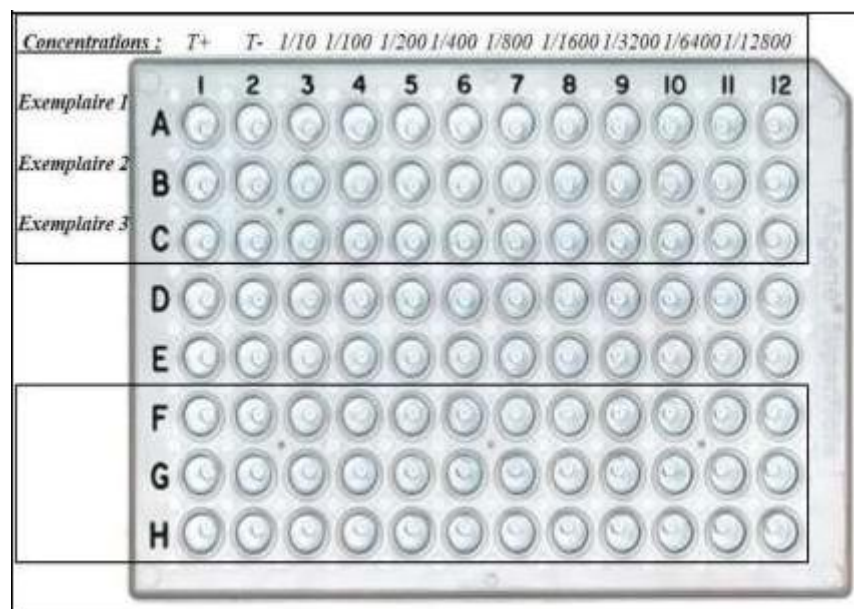 Concentrations : T+ T- 1/10 1/100 1/200 1/400 1/800 1/1600 1/3200 1/6400 1/12800
1 2 3 4 5 6 7 8 9 10 11 12
Exemplaire 1
A
Exemplaire 2
B
Exemplaire 3
C
D
E
F
G
H